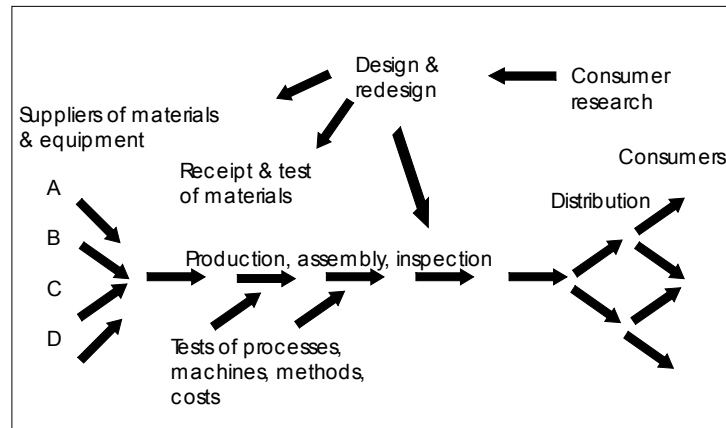 Design &
redesign
Consumer
research
Suppliers of materials
& equipment
Receipt & test
of materials
Consumers
Distribution
A
B
C
D
Production, assembly, inspection
Tests of processes,
machines, methods,
costs